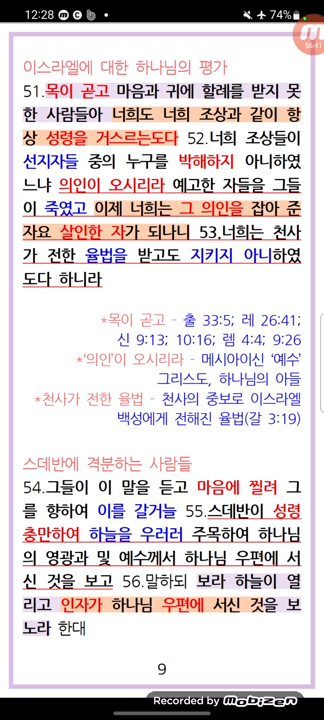 12:28
74%
56:41
이스라엘에 대한 하나님의 평가
51.목이 곧고 마음과 귀에 할례를 받지 못
한 사람들아 너희도 너희 조상과 같이 항
상 성령을 거스르는도다 52.너희 조상들이
선지자들 중의 누구를 박해하지 아니하였
느냐 의인이 오시리라 예고한 자들을 그들
이 죽였고 이제 너희는 그 의인을 잡아 준
자요 살인한 자가 되나니 53.너희는 천사
가 전한 율법을 받고도 지키지 아니하였
도다 하니라
*목이 곧고 - 출 33:5; 레 26:41;
신 9:13; 10:16; 렘 4:4; 9:26
*‘의인’이 오시리라 - 메시아이신 ‘예수’
그리스도, 하나님의 아들
*천사가 전한 율법 - 천사의 중보로 이스라엘
백성에게 전해진 율법(갈 3:19)
스데반에 격분하는 사람들
54.그들이 이 말을 듣고 마음에 찔려 그
를 향하여 이를 갈거늘 55.스데반이 성령
충만하여 하늘을 우러러 주목하여 하나님
의 영광과 및 예수께서 하나님 우편에 서
신 것을 보고 56.말하되 보라 하늘이 열
리고 인자가 하나님 우편에 서신 것을 보
노라 한대
9
Recorded by mobizen